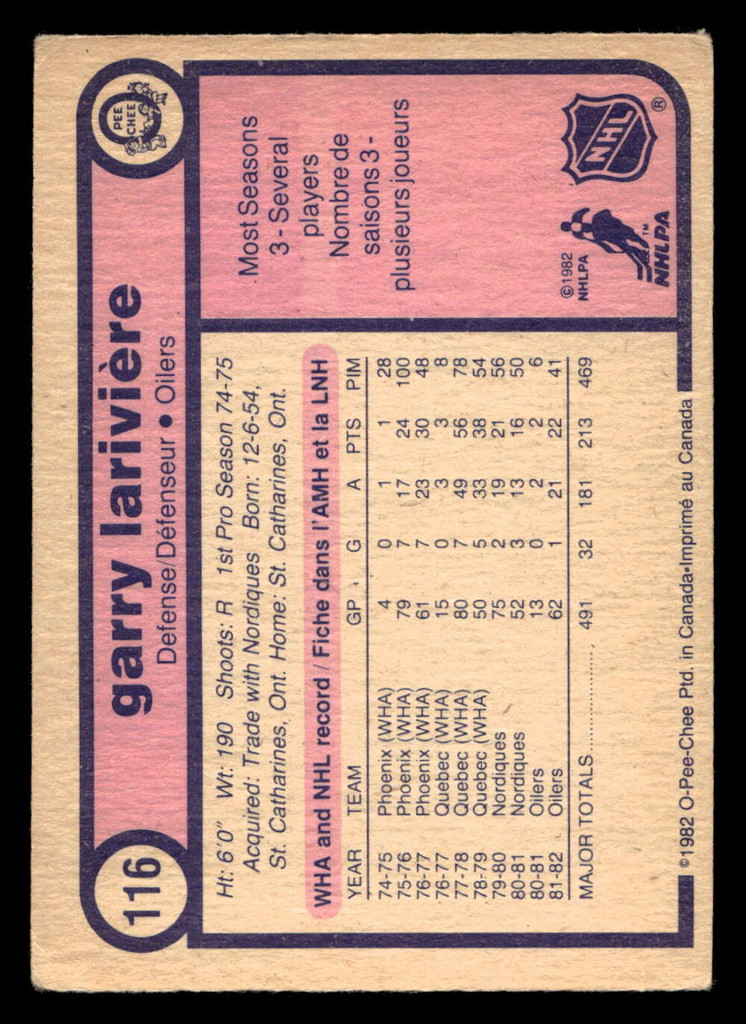 116
garry larivière
Defense/Défenseur • Oilers
O
PEE
CHEE
Ht: 6'0" Wt: 190 Shoots: R 1st Pro Season 74-75
Acquired: Trade with Nordiques Born: 12-6-54,
St. Catharines, Ont. Home: St. Catharines, Ont.
WHA and NHL record / Fiche dans l'AMH et la LNH
YEAR TEAM GP G A PTS PIM
74-75 Phoenix (WHA) 4 0 1 1 28
75-76 Phoenix (WHA) 79 7 17 24 100
76-77 Phoenix (WHA) 61 7 23 30 48
76-77 Quebec (WHA) 15 0 3 3 8
77-78 Quebec (WHA) 80 7 49 56 78
78-79 Quebec (WHA) 50 5 33 38 54
79-80 Nordiques 75 2 19 21 56
80-81 Nordiques 52 3 13 16 50
80-81 Oilers 13 0 2 2 6
81-82 Oilers 62 1 21 22 41
MAJOR TOTALS.................... 491 32 181 213 469
Most Seasons
3 - Several
players
Nombre de
saisons 3 -
plusieurs joueurs
©1982
NHLPA
NHLPA
TM
NHL
®
©1982 O-Pee-Chee Ptd. in Canada•Imprimé au Canada